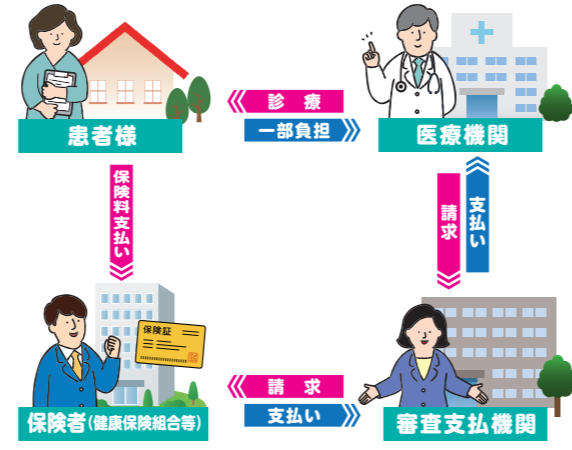 診療
一部負担
患者様
医療機関
保険料支払い
請求
支払い
保険証
請求
支払い
保険者(健康保険組合等)
審査支払機関